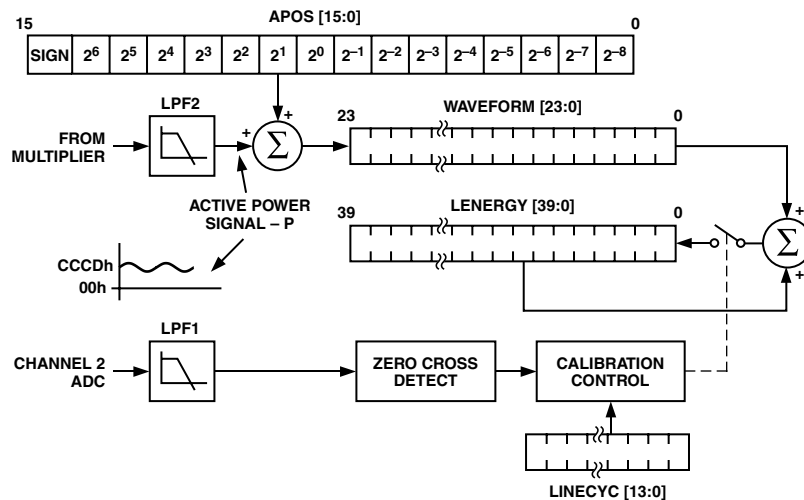 APOS [15:0]
15 0
SIGN 2⁶ 2⁵ 2⁴ 2³ 2² 2¹ 2⁰ 2⁻¹ 2⁻² 2⁻³ 2⁻⁴ 2⁻⁵ 2⁻⁶ 2⁻⁷ 2⁻⁸
LPF2
FROM
MULTIPLIER
+ +
Σ
WAVEFORM [23:0]
23 0
ACTIVE POWER
SIGNAL – P
LENERGY [39:0]
39 0
+
Σ
+
CCCDh
00h
LPF1
CHANNEL 2
ADC
ZERO CROSS
DETECT
CALIBRATION
CONTROL
LINECYC [13:0]